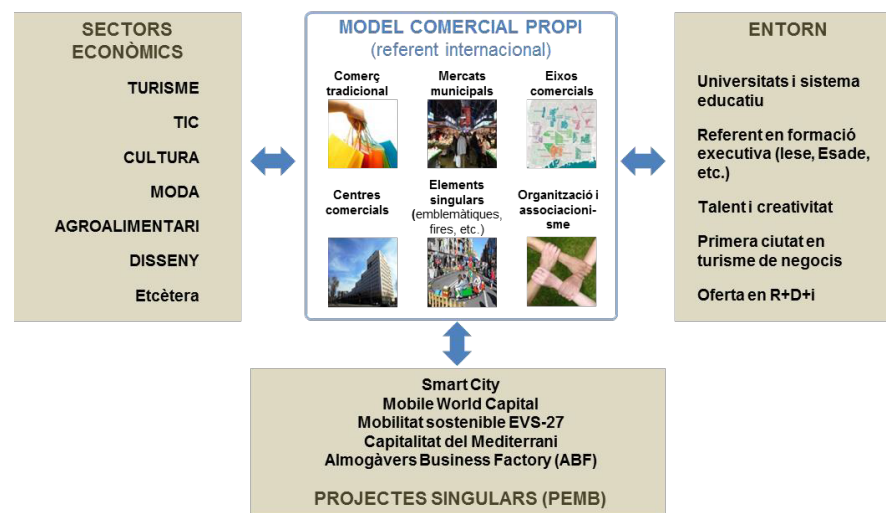 SECTORS
ECONÒMICS
TURISME
TIC
CULTURA
MODA
AGROALIMENTARI
DISSENY
Etcètera
MODEL COMERCIAL PROPI
(referent internacional)
Comerç
tradicional
Mercats
municipals
Eixos
comercials
Centres
comercials
Elements
singulars
(emblemàtiques,
fires, etc.)
Organització i
associacionis-
sme
ENTORN
Universitats i sistema
educatiu
Referent en formació
executiva (Iese, Esade,
etc.)
Talent i creativitat
Primera ciutat en
turisme de negocis
Oferta en R+D+i
Smart City
Mobile World Capital
Mobilitat sostenible EVS-27
Capitalitat del Mediterrani
Almogàvers Business Factory (ABF)
PROJECTES SINGULARS (PEMB)